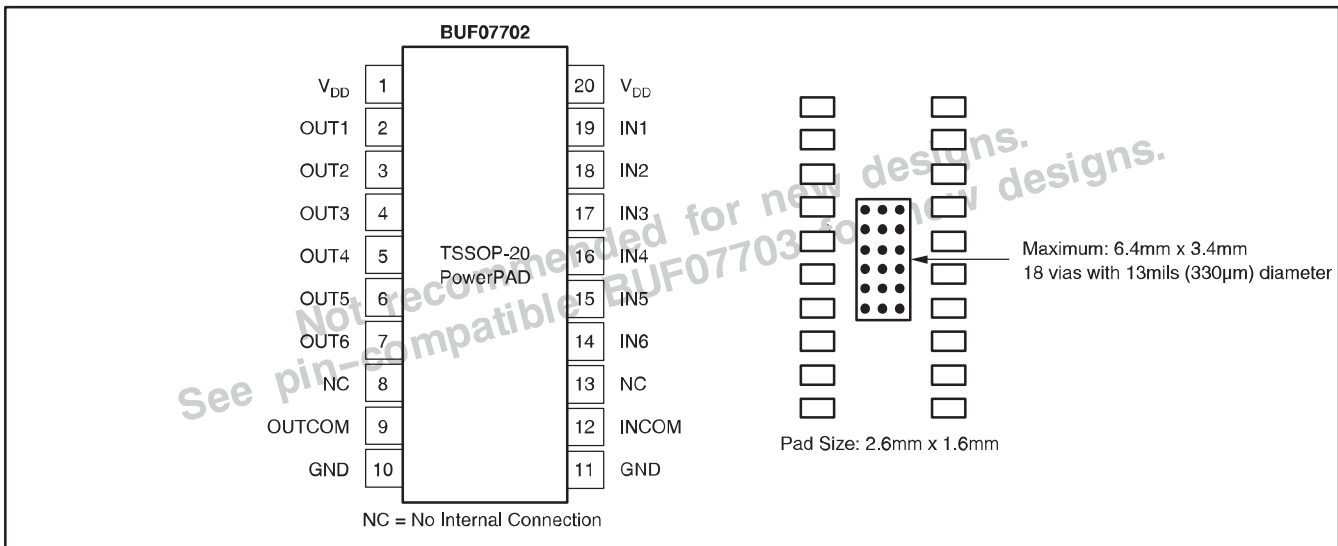 BUF07702
VDD 1 20 VDD
OUT1 2 19 IN1
OUT2 3 18 IN2
OUT3 4 17 IN3
OUT4 5 16 IN4
OUT5 6 15 IN5
OUT6 7 14 IN6
NC 8 13 NC
OUTCOM 9 12 INCOM
GND 10 11 GND
TSSOP-20
PowerPAD
NC = No Internal Connection
Maximum: 6.4mm x 3.4mm
18 vias with 13mils (330µm) diameter
Pad Size: 2.6mm x 1.6mm
Not recommended for new designs.
See pin-compatible BUF07703 for new designs.